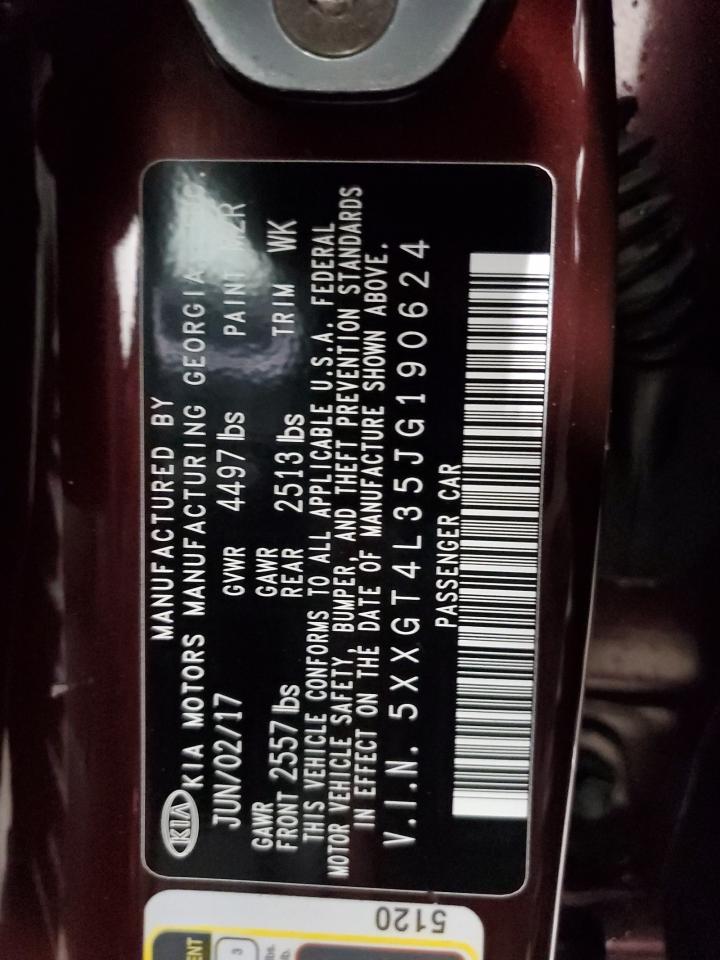 KIA
MANUFACTURED BY
KIA MOTORS MANUFACTURING GEORGIA
JUN/02/17 GVWR 4497 lbs PAINT
GAWR FRONT 2557 lbs GAWR REAR 2513 lbs TRIM WK
THIS VEHICLE CONFORMS TO ALL APPLICABLE U.S.A. FEDERAL
MOTOR VEHICLE SAFETY, BUMPER, AND THEFT PREVENTION STANDARDS
IN EFFECT ON THE DATE OF MANUFACTURE SHOWN ABOVE.
V.I.N. 5XXGT4L35JG190624
PASSENGER CAR
5120
3